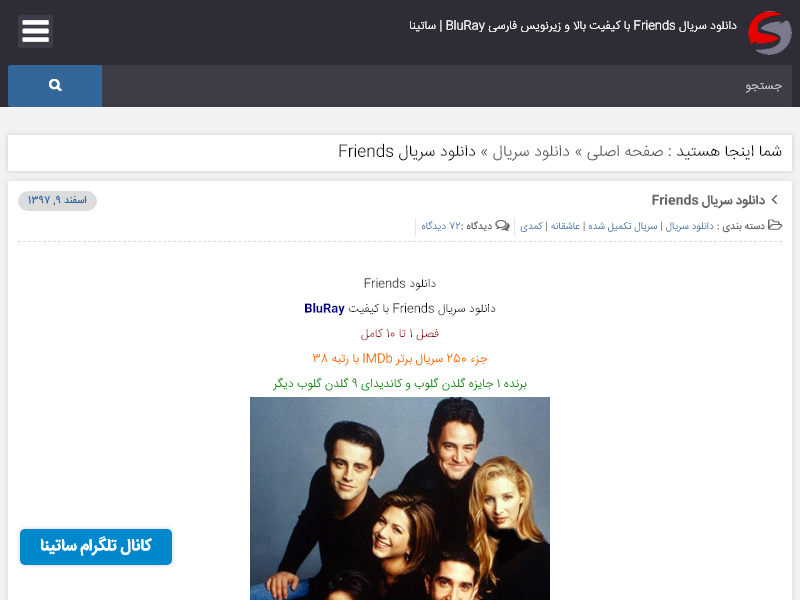 دانلود سریال Friends با کیفیت بالا و زیرنویس فارسی BluRay | ساتینا
جستجو
شما اینجا هستید : صفحه اصلی » دانلود سریال » دانلود سریال Friends
دانلود سریال Friends
اسفند ۹, ۱۳۹۷
دسته بندی : دانلود سریال | سریال تکمیل شده | عاشقانه | کمدی
دیدگاه :۷۲ دیدگاه
دانلود Friends
دانلود سریال Friends با کیفیت BluRay
فصل ۱ تا ۱۰ کامل
جزء ۲۵۰ سریال برتر IMDb با رتبه ۳۸
برنده ۱ جایزه گلدن گلوب و کاندیدای ۹ گلدن گلوب دیگر
کانال تلگرام ساتینا